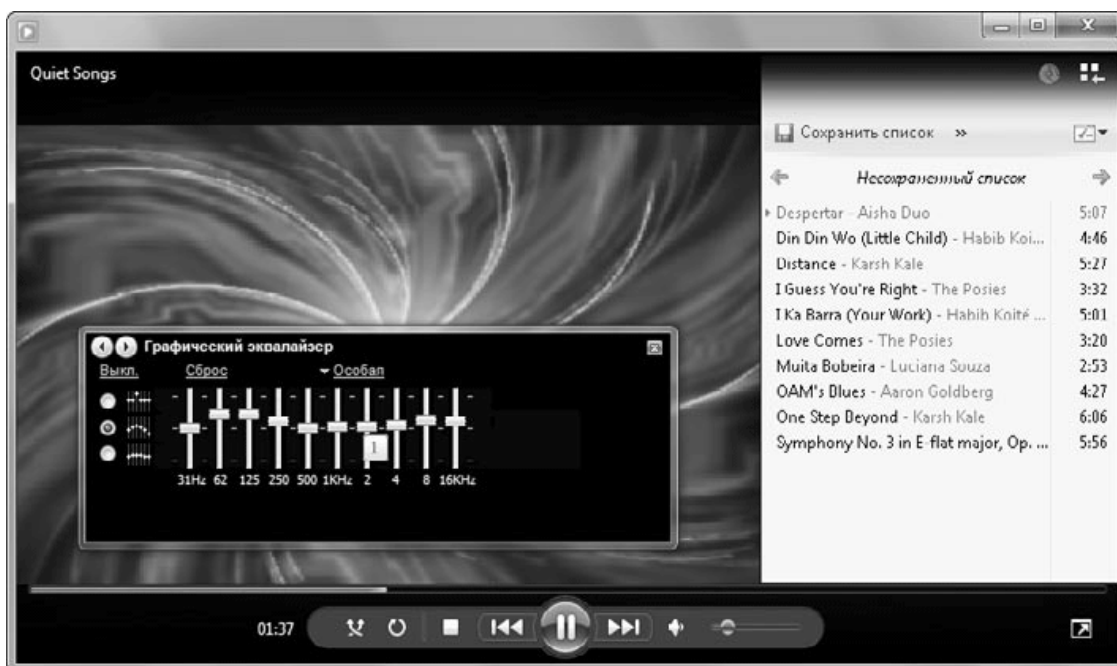 Quiet Songs
Сохранить список »
Несохраненный список
Despertar - Aisha Duo 5:07
Din Din Wo (Little Child) - Habib Koi... 4:46
Distance - Karsh Kale 5:27
I Guess You're Right - The Posies 3:32
I Ka Barra (Your Work) - Habib Koité ... 5:01
Love Comes - The Posies 3:20
Muita Bobeira - Luciana Souza 2:53
OAM's Blues - Aaron Goldberg 4:27
One Step Beyond - Karsh Kale 6:06
Symphony No. 3 in E-flat major, Op. ... 5:56
Графический эквалайзер
Выкл. Сброс Особая
1
31Hz 62 125 250 500 1KHz 2 4 8 16KHz
01:37